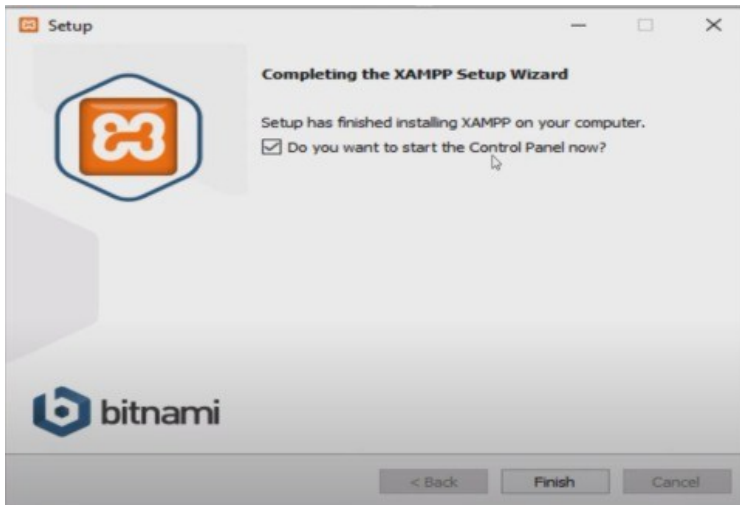 Setup
Completing the XAMPP Setup Wizard
Setup has finished installing XAMPP on your computer.
Do you want to start the Control Panel now?
bitnami
< Back
Finish
Cancel